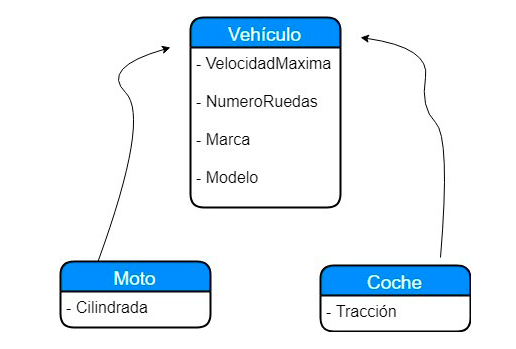 Vehículo
- VelocidadMaxima
- NumeroRuedas
- Marca
- Modelo
Moto
- Cilindrada
Coche
- Tracción